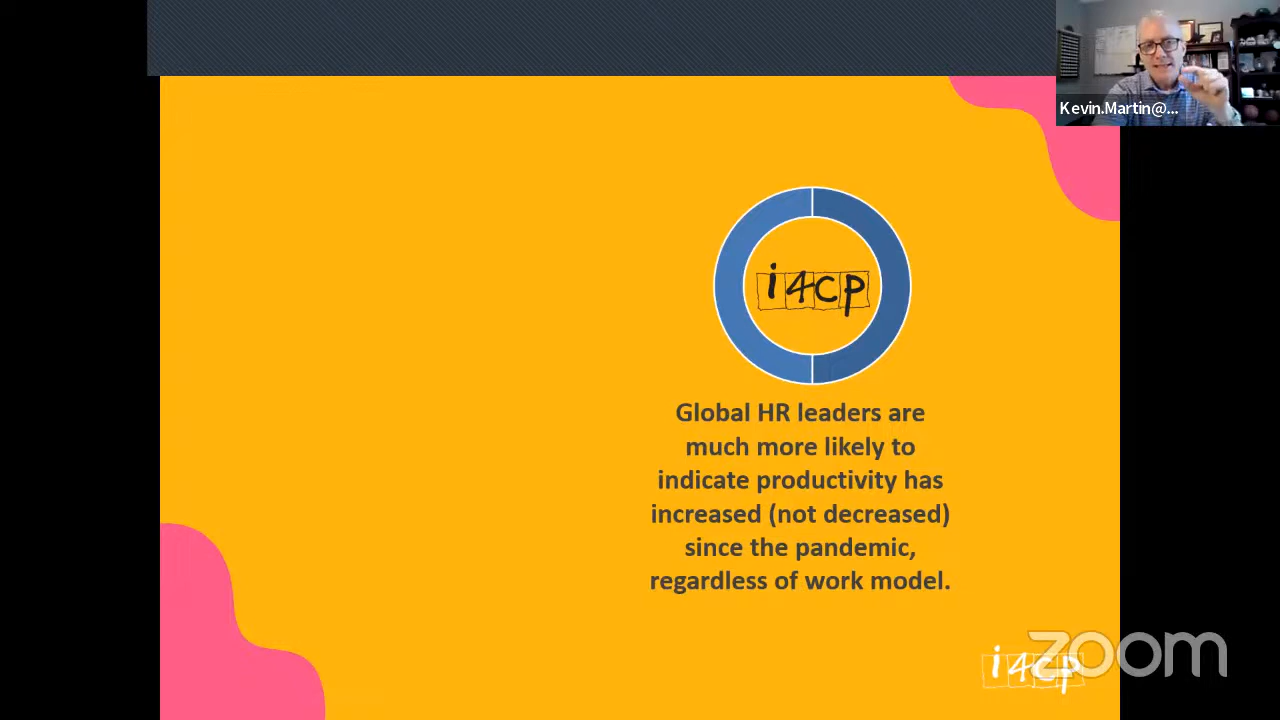 Kevin.Martin@...
i4cp
Global HR leaders are
much more likely to
indicate productivity has
increased (not decreased)
since the pandemic,
regardless of work model.
i4cp
zoom